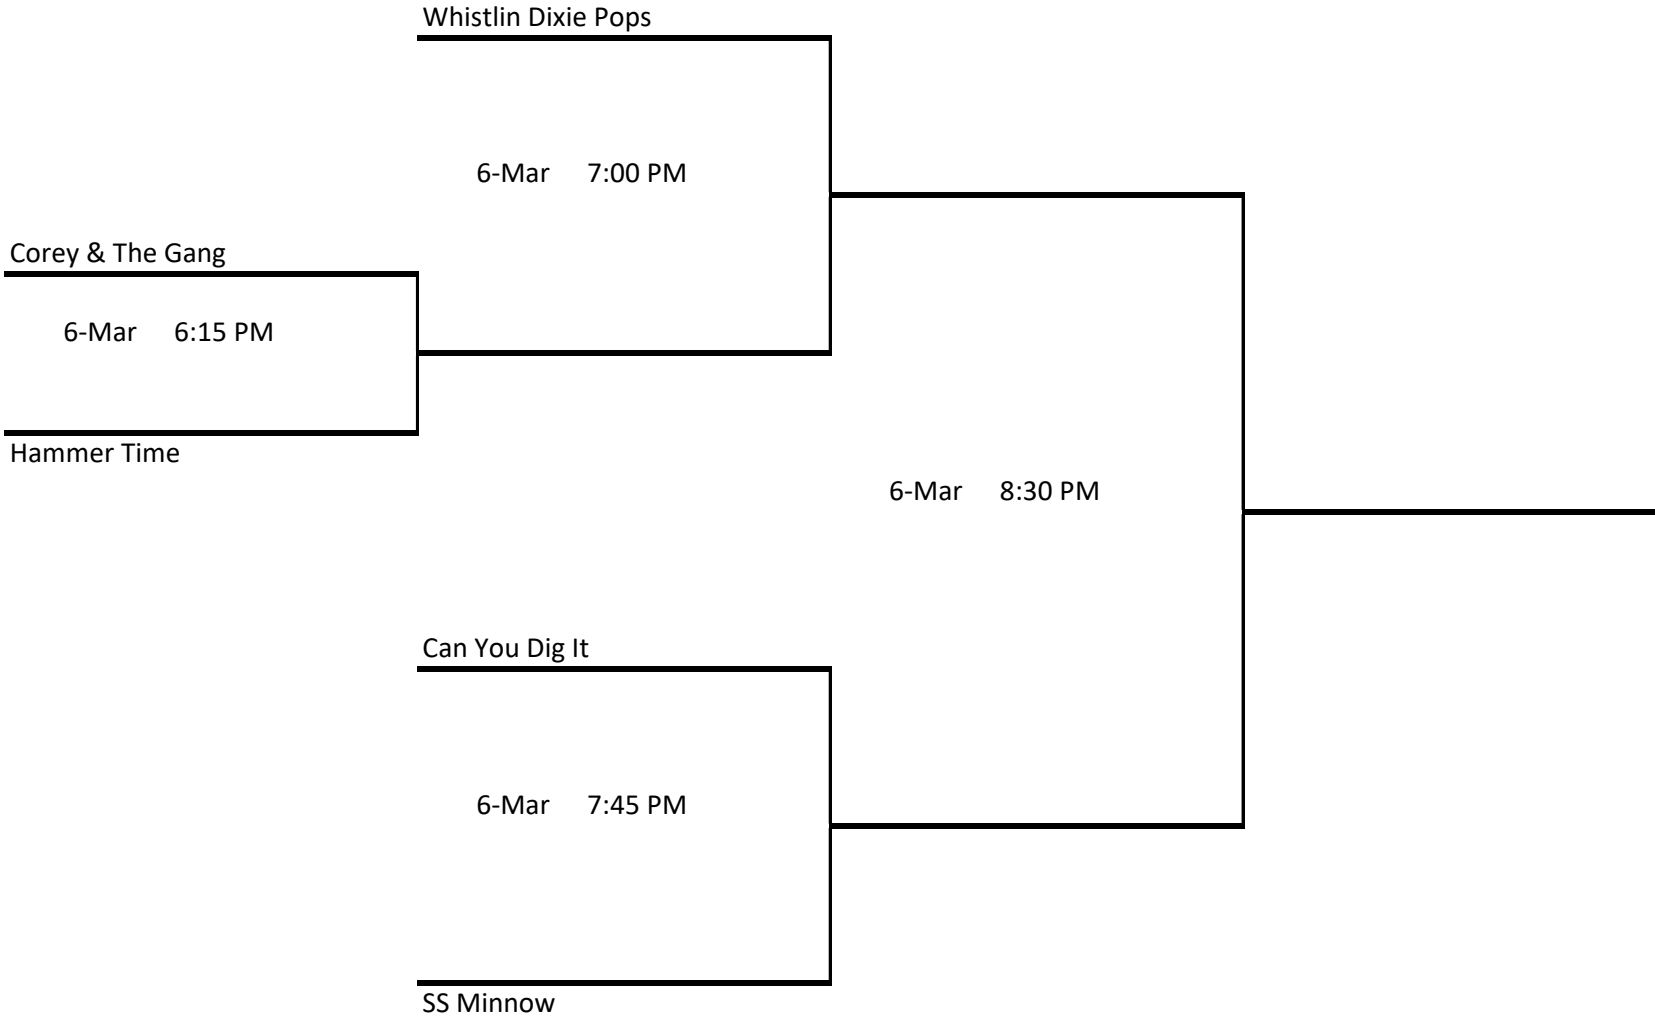 Whistlin Dixie Pops
6-Mar 7:00 PM
Corey & The Gang
6-Mar 6:15 PM
Hammer Time
6-Mar 8:30 PM
Can You Dig It
6-Mar 7:45 PM
SS Minnow